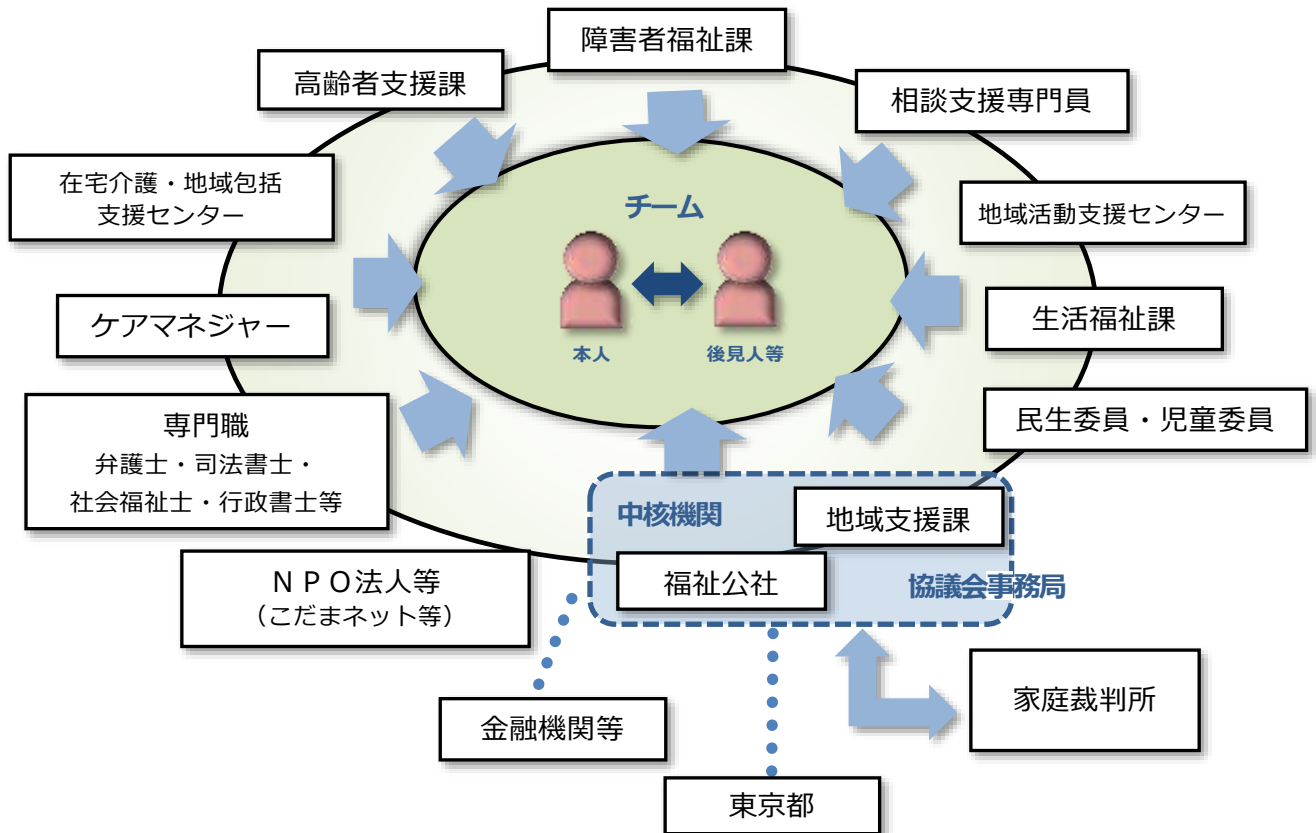 障害者福祉課
高齢者支援課
相談支援専門員
在宅介護・地域包括
支援センター
地域活動支援センター
チーム
本人
後見人等
ケアマネジャー
生活福祉課
専門職
弁護士・司法書士・
社会福祉士・行政書士等
民生委員・児童委員
中核機関
地域支援課
ＮＰＯ法人等
（こだまネット等）
福祉公社
協議会事務局
金融機関等
家庭裁判所
東京都